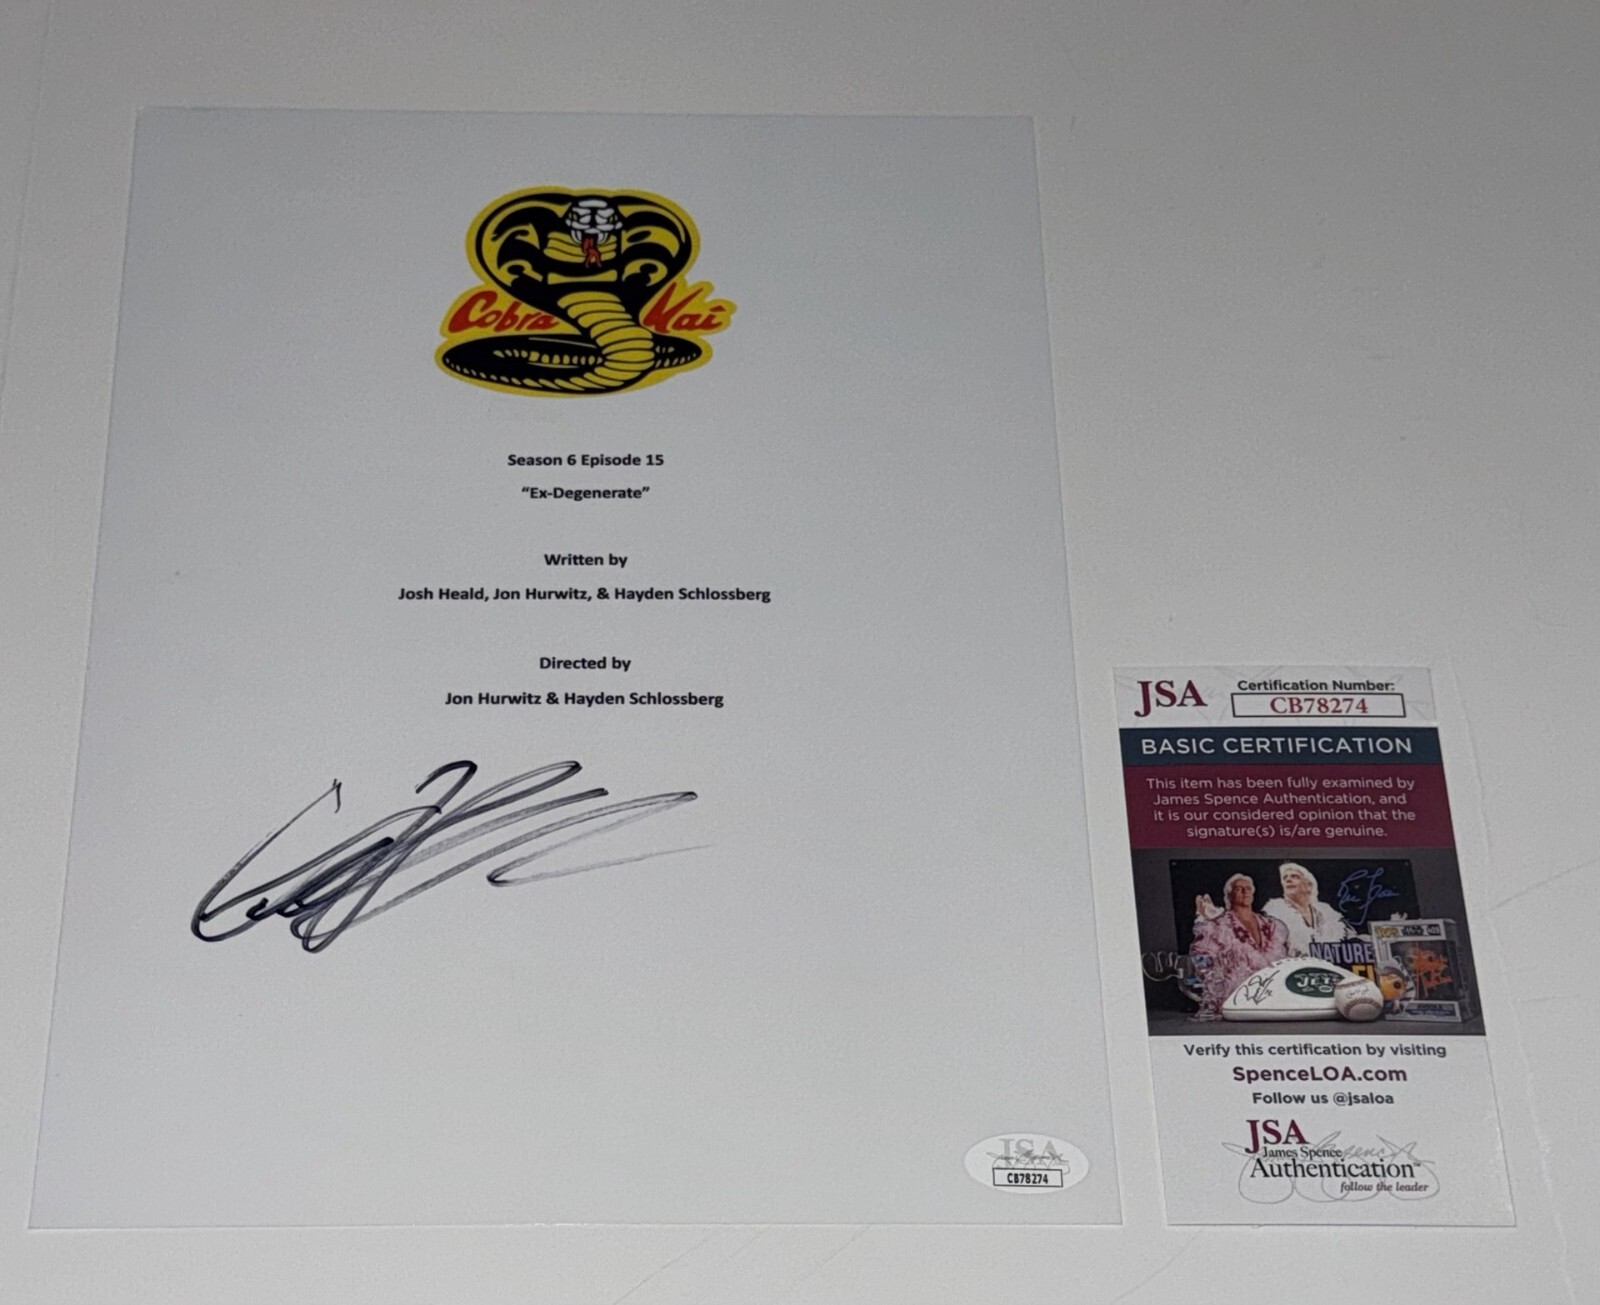 Cobra Kai
Season 6 Episode 15
“Ex-Degenerate”
Written by
Josh Heald, Jon Hurwitz, & Hayden Schlossberg
Directed by
Jon Hurwitz & Hayden Schlossberg
JSA
CB78274
JSA
Certification Number:
CB78274
BASIC CERTIFICATION
This item has been fully examined by
James Spence Authentication, and
it is our considered opinion that the
signature(s) is/are genuine.
NATURE
JETS
Verify this certification by visiting
SpenceLOA.com
Follow us @jsaloa
JSA
James Spence
Authentication™
follow the leader